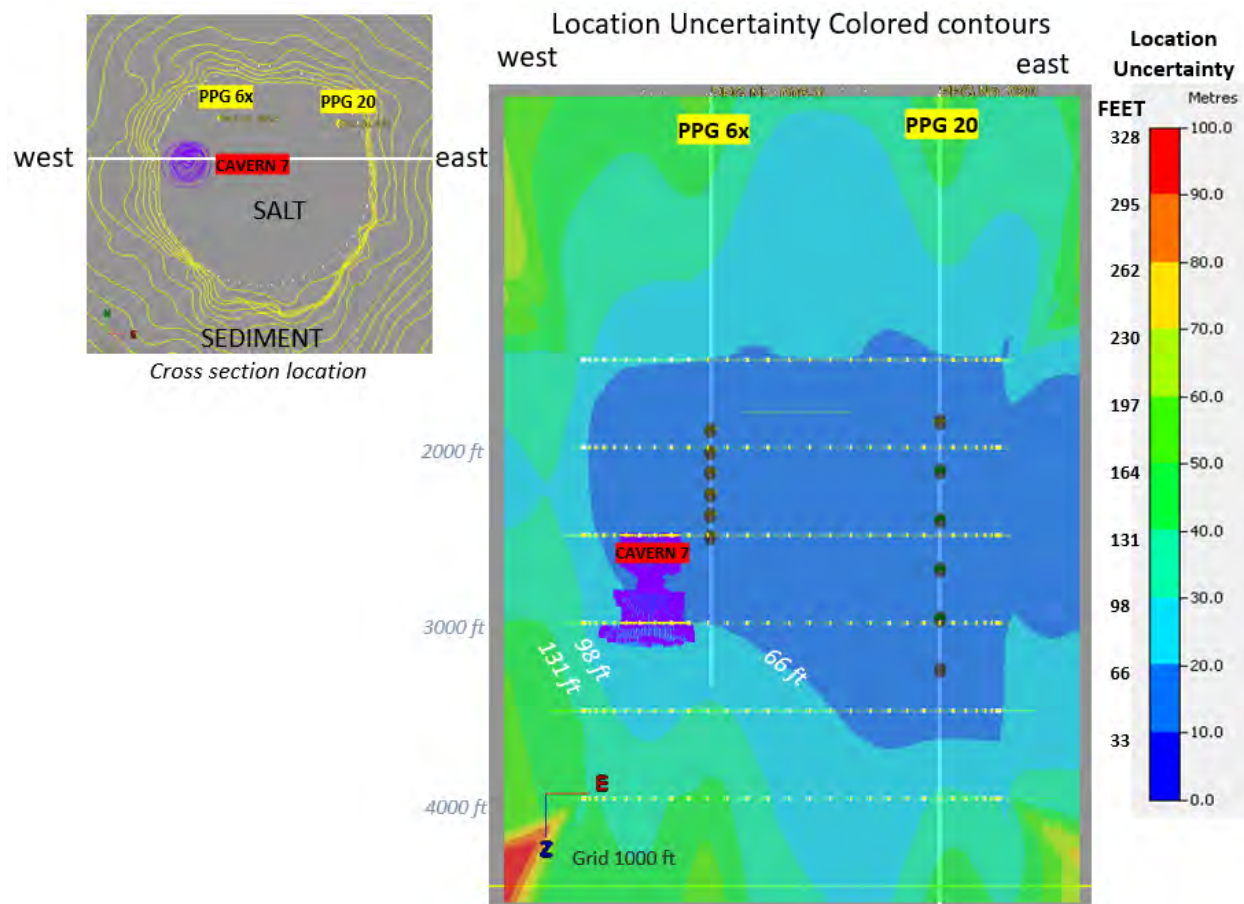 Location Uncertainty Colored contours
west
east
PPG 6x
PPG 20
west
east
CAVERN 7
SALT
SEDIMENT
Cross section location
N
E
PPG 6x
PPG 20
2000 ft
CAVERN 7
3000 ft
98 ft
131 ft
66 ft
4000 ft
E
Z
Grid 1000 ft
Location
Uncertainty
FEET
Metres
328
100.0
295
90.0
262
80.0
230
70.0
197
60.0
164
50.0
131
40.0
98
30.0
66
20.0
33
10.0
0.0